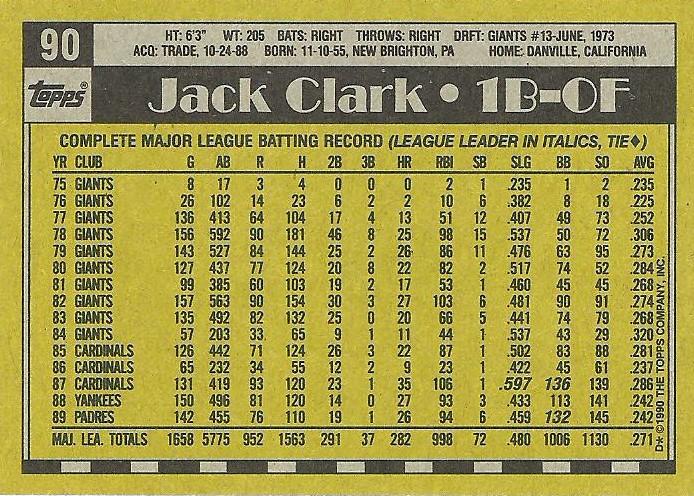 90
HT: 6'3" WT: 205 BATS: RIGHT THROWS: RIGHT DRFT: GIANTS #13-JUNE, 1973
ACQ: TRADE, 10-24-88 BORN: 11-10-55, NEW BRIGHTON, PA HOME: DANVILLE, CALIFORNIA
topps®
Jack Clark • 1B-OF
COMPLETE MAJOR LEAGUE BATTING RECORD (LEAGUE LEADER IN ITALICS, TIE♦)
YR CLUB G AB R H 2B 3B HR RBI SB SLG BB SO AVG
75 GIANTS 8 17 3 4 0 0 0 2 1 .235 1 2 .235
76 GIANTS 26 102 14 23 6 2 2 10 6 .382 8 18 .225
77 GIANTS 136 413 64 104 17 4 13 51 12 .407 49 73 .252
78 GIANTS 156 592 90 181 46 8 25 98 15 .537 50 72 .306
79 GIANTS 143 527 84 144 25 2 26 86 11 .476 63 95 .273
80 GIANTS 127 437 77 124 20 8 22 82 2 .517 74 52 .284
81 GIANTS 99 385 60 103 19 2 17 53 1 .460 45 45 .268
82 GIANTS 157 563 90 154 30 3 27 103 6 .481 90 91 .274
83 GIANTS 135 492 82 132 25 0 20 66 5 .441 74 79 .268
84 GIANTS 57 203 33 65 9 1 11 44 1 .537 43 29 .320
85 CARDINALS 126 442 71 124 26 3 22 87 1 .502 83 88 .281
86 CARDINALS 65 232 34 55 12 2 9 23 1 .422 45 61 .237
87 CARDINALS 131 419 93 120 23 1 35 106 1 .597 136 139 .286
88 YANKEES 150 496 81 120 14 0 27 93 3 .433 113 141 .242
89 PADRES 142 455 76 110 19 1 26 94 6 .459 132 145 .242
MAJ. LEA. TOTALS 1658 5775 952 1563 291 37 282 998 72 .480 1006 1130 .271
D* ©1990 THE TOPPS COMPANY, INC.